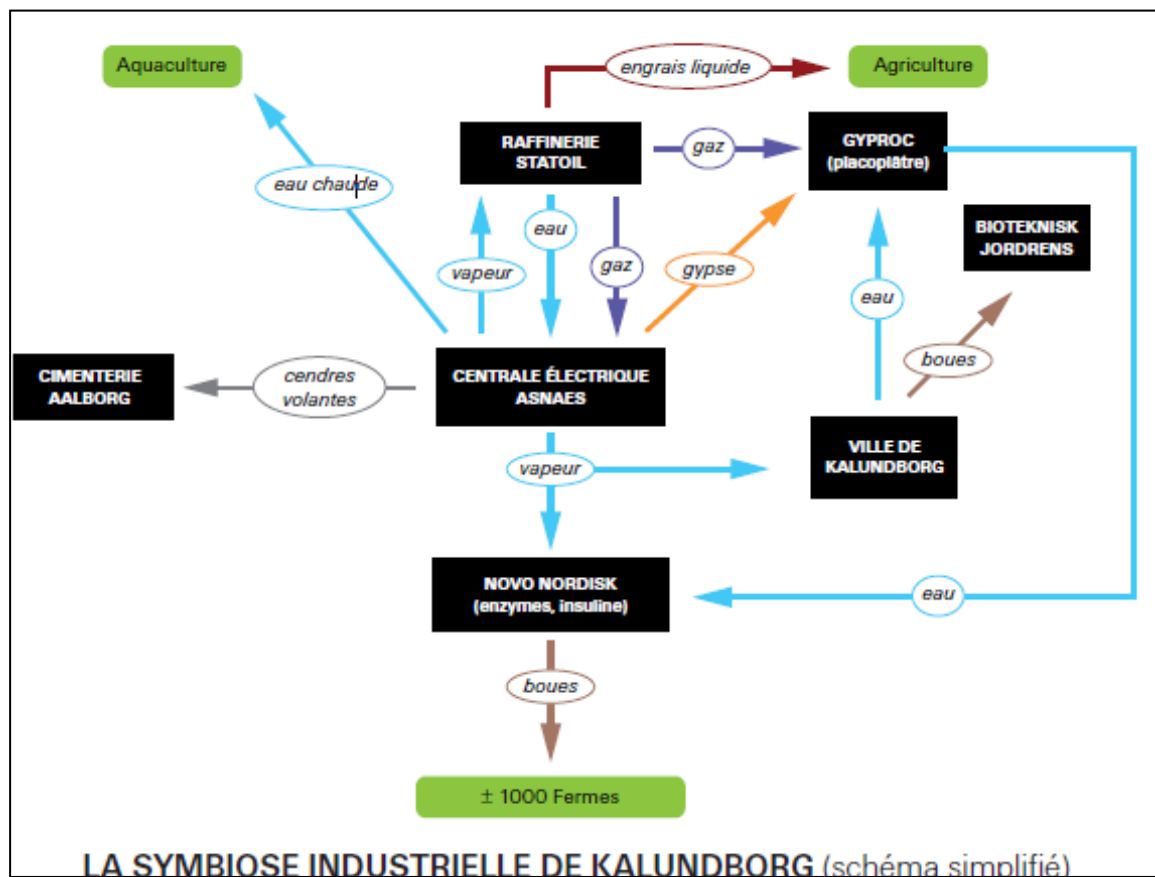 Aquaculture
engrais liquide
Agriculture
RAFFINERIE
STATOIL
gaz
GYPROC
(placoplâtre)
eau chaude
vapeur
eau
gaz
gypse
BIOTEKNISK
JORDRENS
eau
boues
CIMENTERIE
AALBORG
cendres
volantes
CENTRALE ÉLECTRIQUE
ASNAES
VILLE DE
KALUNDBORG
vapeur
NOVO NORDISK
(enzymes, insuline)
eau
boues
± 1000 Fermes
LA SYMBIOSE INDUSTRIELLE DE KALUNDBORG (schéma simplifié)